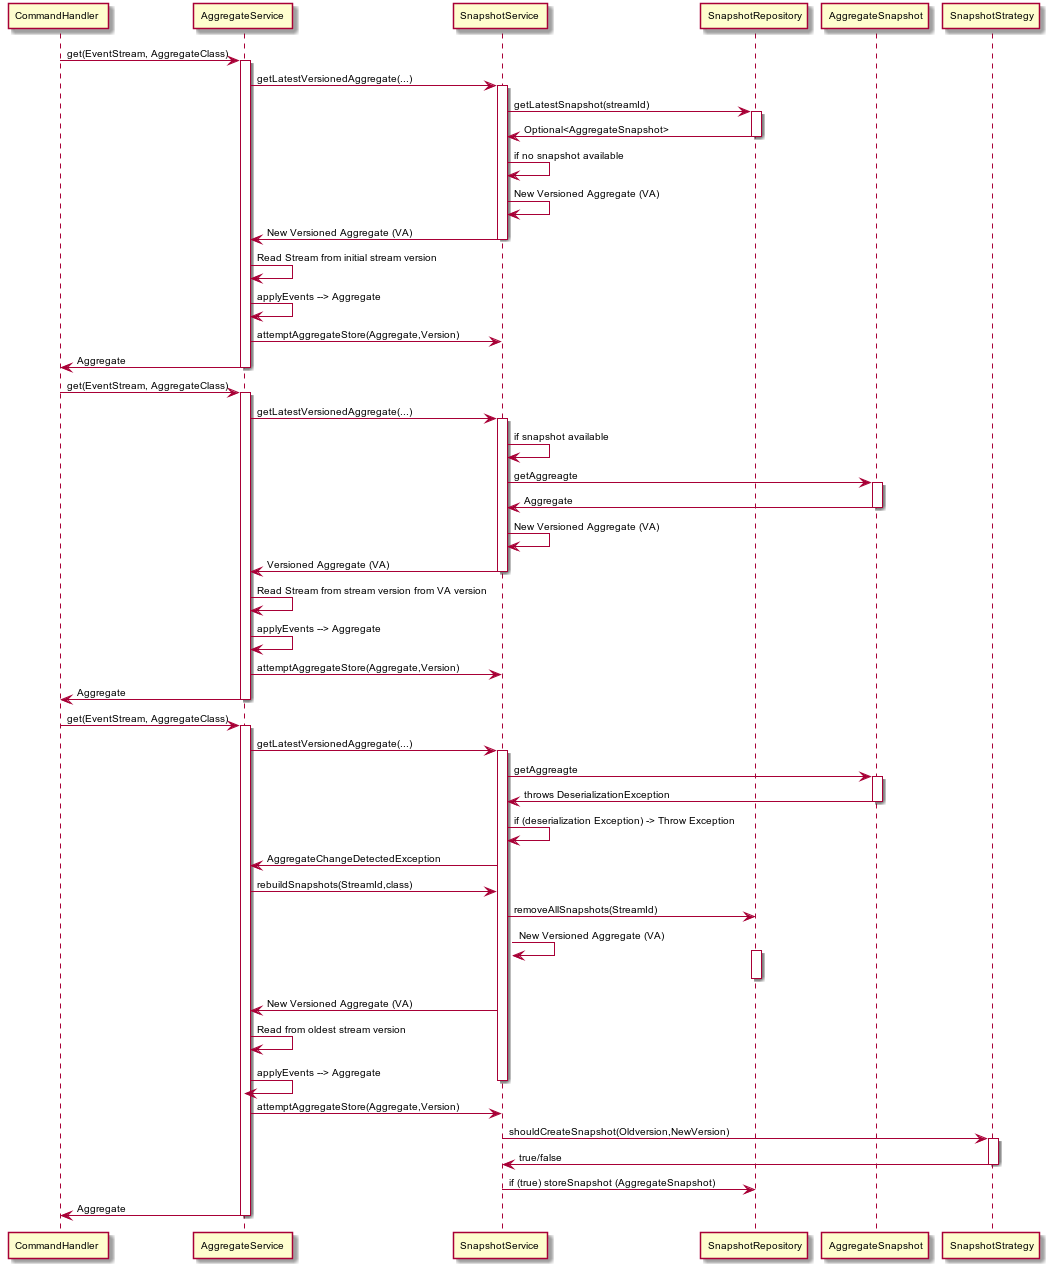 CommandHandler
AggregateService
SnapshotService
SnapshotRepository
AggregateSnapshot
SnapshotStrategy
get(EventStream, AggregateClass)
getLatestVersionedAggregate(...)
getLatestSnapshot(streamId)
Optional<AggregateSnapshot>
if no snapshot available
New Versioned Aggregate (VA)
New Versioned Aggregate (VA)
Read Stream from initial stream version
applyEvents --> Aggregate
attemptAggregateStore(Aggregate,Version)
Aggregate
get(EventStream, AggregateClass)
getLatestVersionedAggregate(...)
if snapshot available
getAggreagte
Aggregate
New Versioned Aggregate (VA)
Versioned Aggregate (VA)
Read Stream from stream version from VA version
applyEvents --> Aggregate
attemptAggregateStore(Aggregate,Version)
Aggregate
get(EventStream, AggregateClass)
getLatestVersionedAggregate(...)
getAggreagte
throws DeserializationException
if (deserialization Exception) -> Throw Exception
AggregateChangeDetectedException
rebuildSnapshots(StreamId,class)
removeAllSnapshots(StreamId)
New Versioned Aggregate (VA)
New Versioned Aggregate (VA)
Read from oldest stream version
applyEvents --> Aggregate
attemptAggregateStore(Aggregate,Version)
shouldCreateSnapshot(Oldversion,NewVersion)
true/false
if (true) storeSnapshot (AggregateSnapshot)
Aggregate
CommandHandler
AggregateService
SnapshotService
SnapshotRepository
AggregateSnapshot
SnapshotStrategy